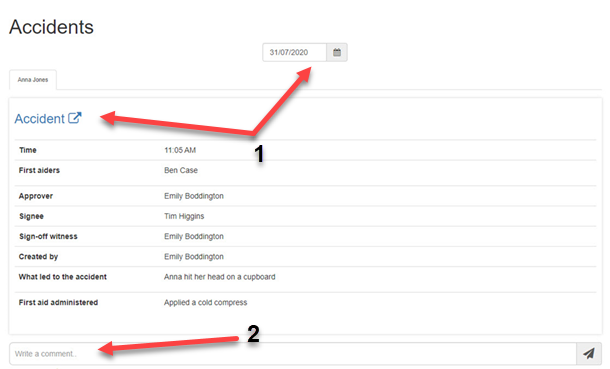 Accidents
31/07/2020
Anna Jones
Accident
1
Time 11:05 AM
First aiders Ben Case
Approver Emily Boddington
Signee Tim Higgins
Sign-off witness Emily Boddington
Created by Emily Boddington
What led to the accident Anna hit her head on a cupboard
First aid administered Applied a cold compress
2
Write a comment..